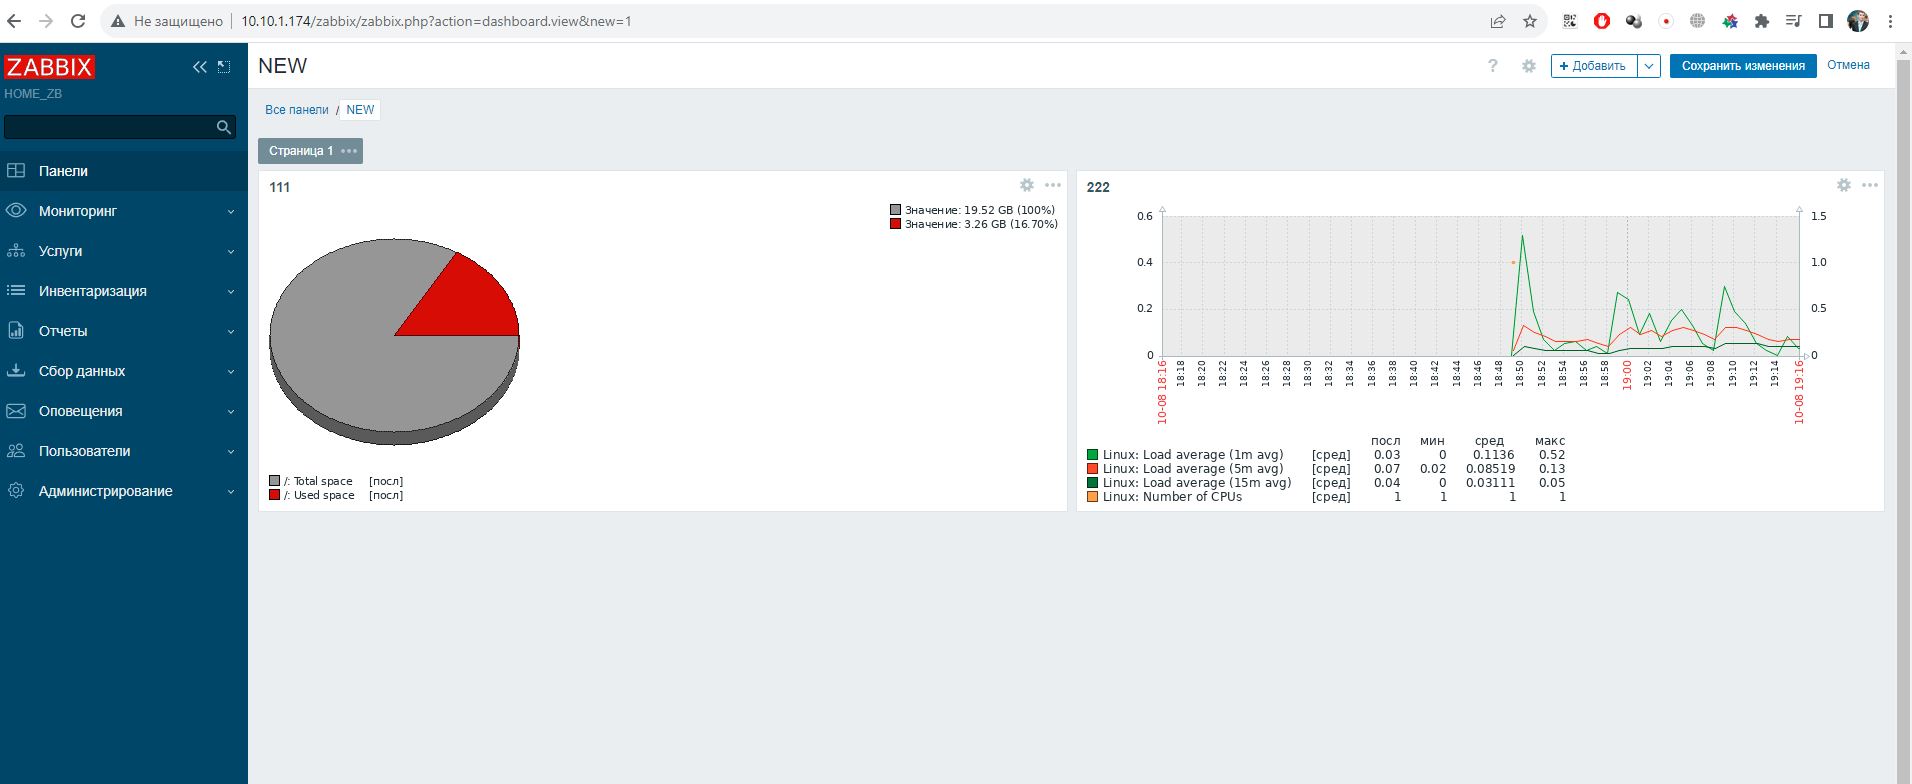 Не защищено 10.10.1.174/zabbix/zabbix.php?action=dashboard.view&new=1
ZABBIX
HOME_ZB
Панели
Мониторинг
Услуги
Инвентаризация
Отчеты
Сбор данных
Оповещения
Пользователи
Администрирование
NEW
? + Добавить Сохранить изменения Отмена
Все панели / NEW
Страница 1
111
Значение: 19.52 GB (100%)
Значение: 3.26 GB (16.70%)
/: Total space [посл]
/: Used space [посл]
222
0.6 1.5
0.4 1.0
0.2 0.5
0 0
10-08 18:16 18:18 18:20 18:22 18:24 18:26 18:28 18:30 18:32 18:34 18:36 18:38 18:40 18:42 18:44 18:46 18:48 18:50 18:52 18:54 18:56 18:58 19:00 19:02 19:04 19:06 19:08 19:10 19:12 19:14 10-08 19:16
посл мин сред макс
Linux: Load average (1m avg) [сред] 0.03 0 0.1136 0.52
Linux: Load average (5m avg) [сред] 0.07 0.02 0.08519 0.13
Linux: Load average (15m avg) [сред] 0.04 0 0.03111 0.05
Linux: Number of CPUs [сред] 1 1 1 1